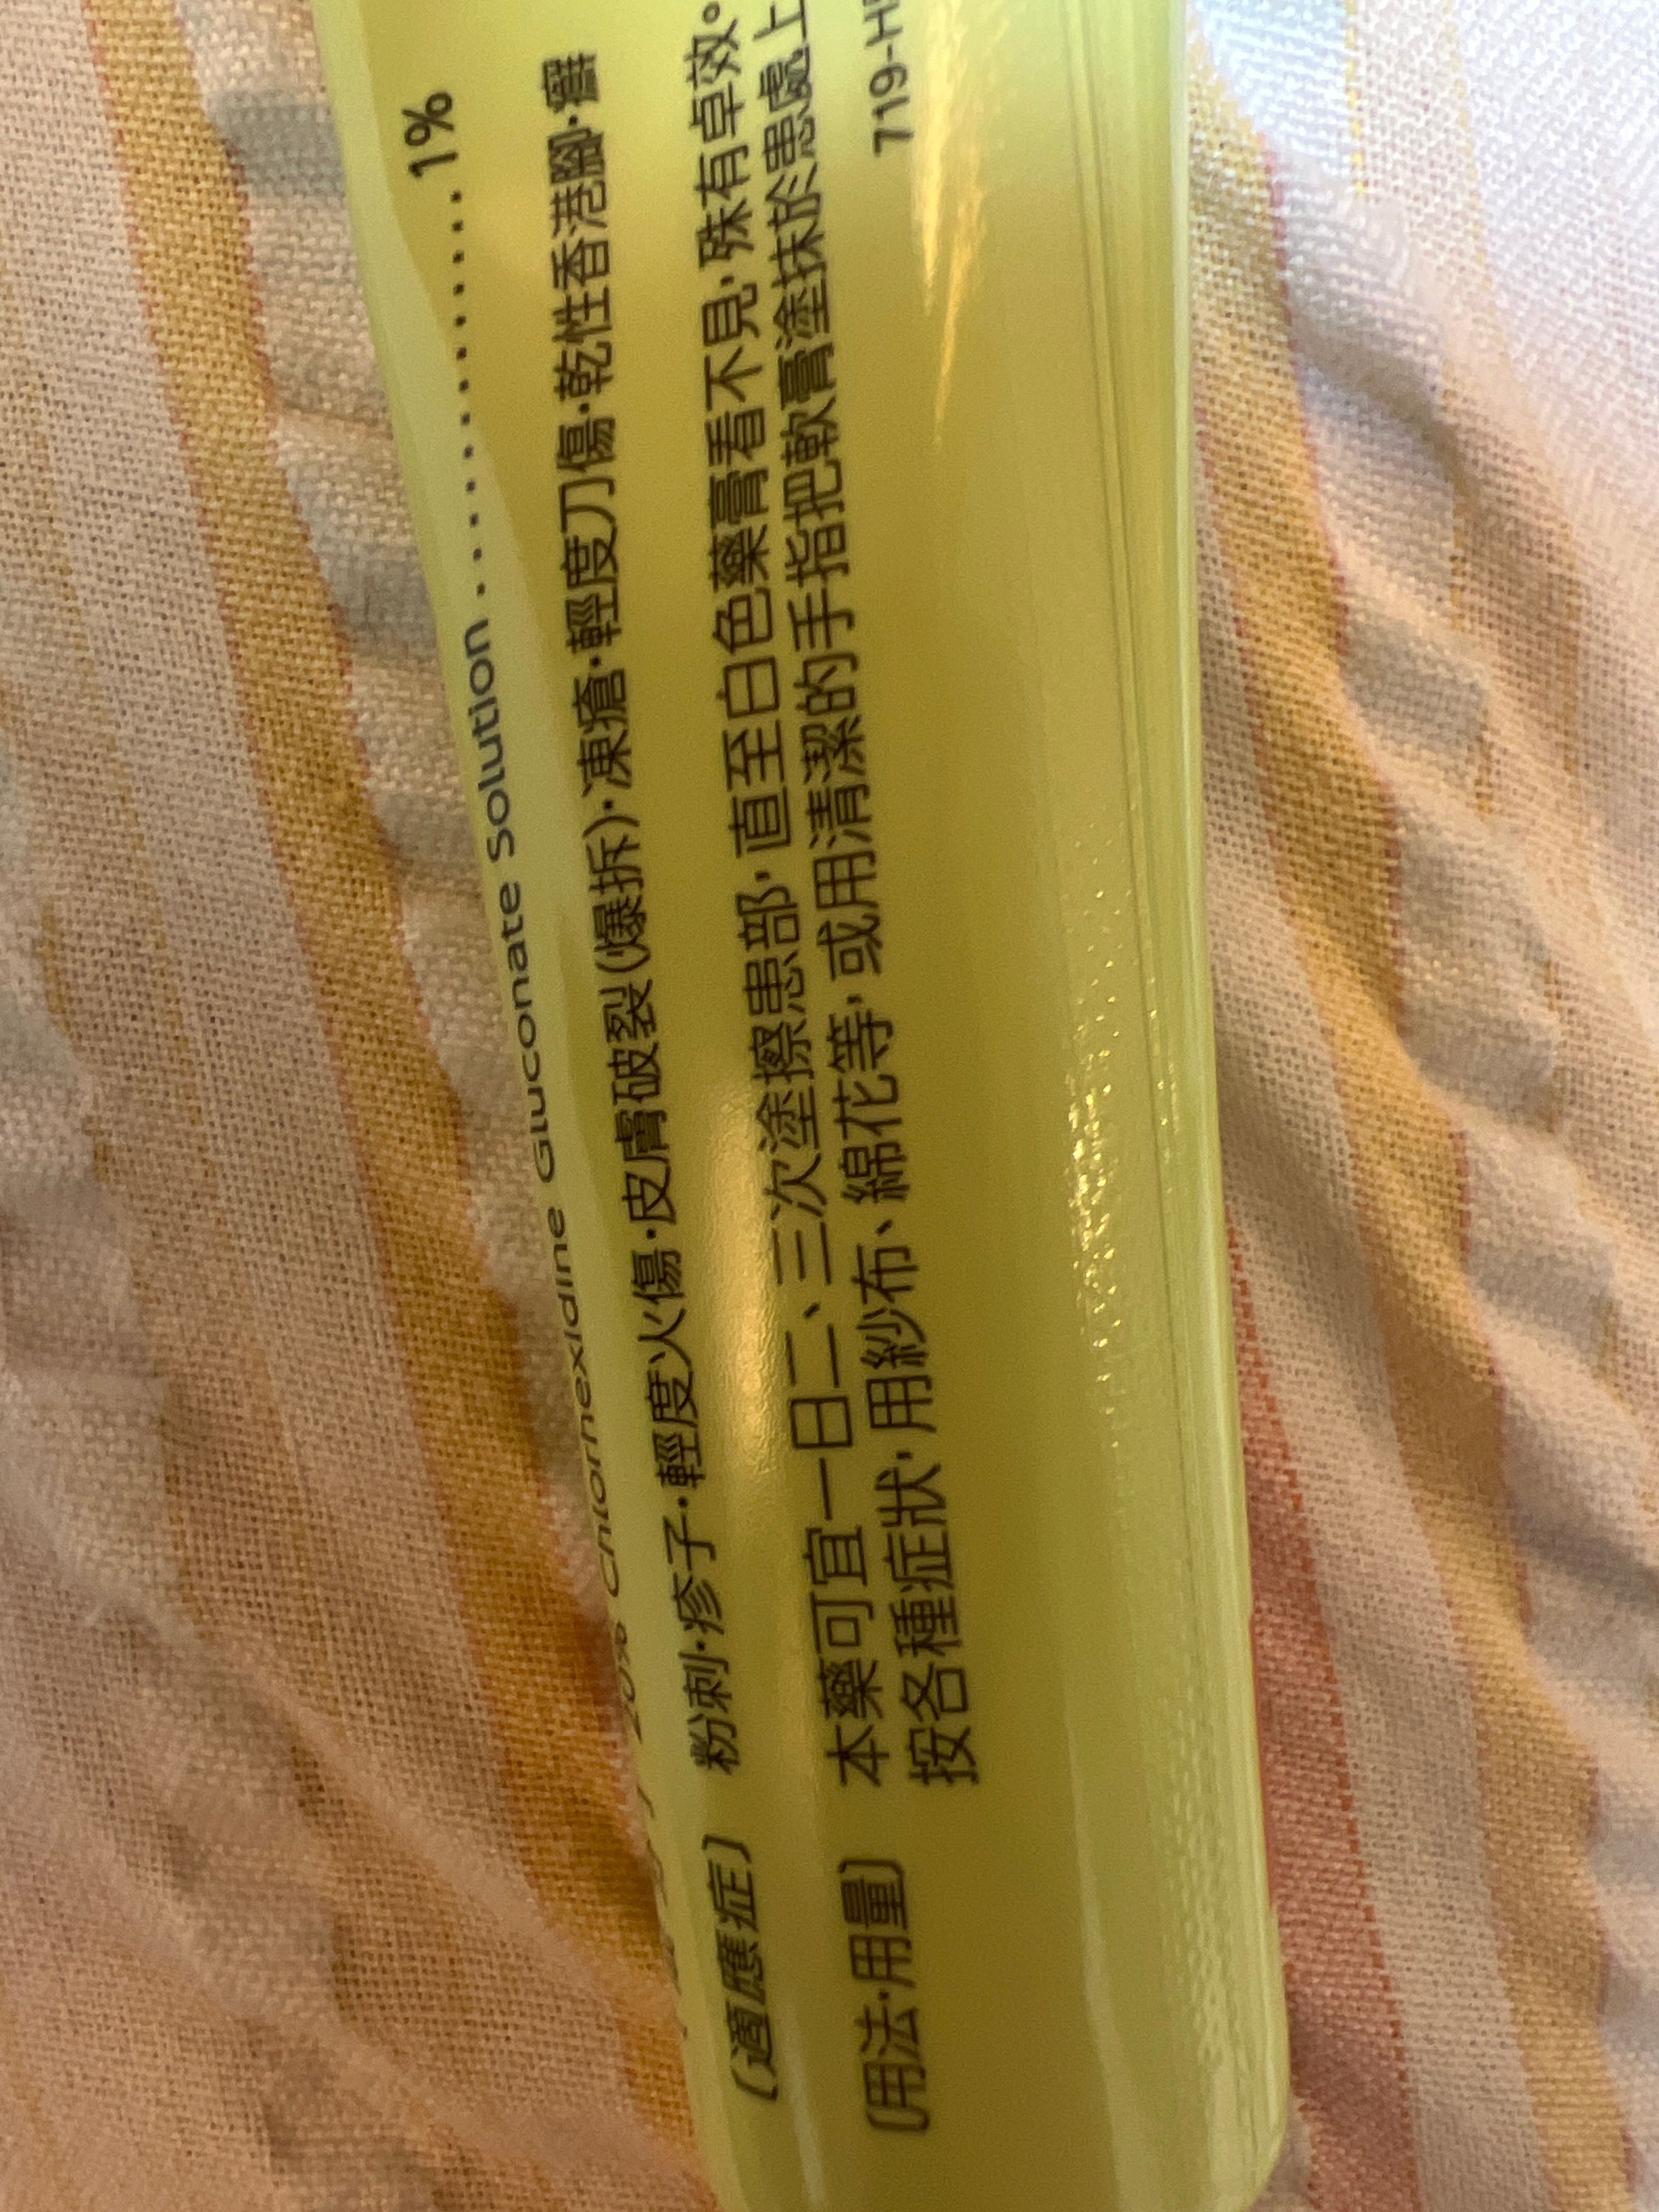 20% Chlorhexidine Gluconate Solution ..................... 1%
〔適應症〕 粉刺·疹子·輕度火傷·皮膚破裂(爆拆)·凍瘡·輕度刀傷·乾性香港腳·癬
〔用法·用量〕 本藥可宜一日二、三次塗擦患部，直至白色藥膏看不見，殊有卓效。
按各種症狀，用紗布、綿花等，或用清潔的手指把軟膏塗抹於患處上
719-H